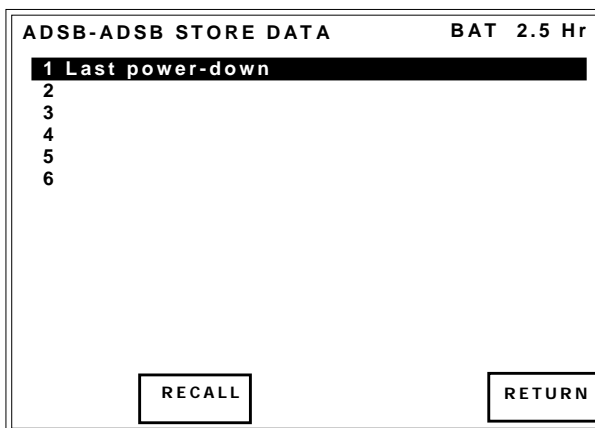 ADSB-ADSB STORE DATA BAT 2.5 Hr
1 Last power-down
2
3
4
5
6
RECALL RETURN